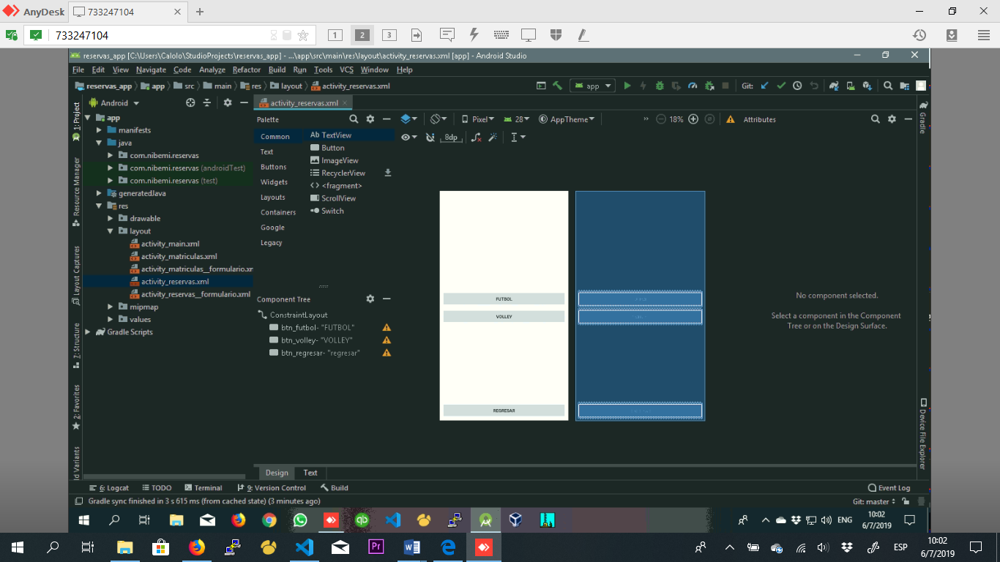 AnyDesk 733247104
733247104 1 2 3
reservas_app [C:\Users\Calolo\StudioProjects\reservas_app] - ...\app\src\main\res\layout\activity_reservas.xml [app] - Android Studio
File Edit View Navigate Code Analyze Refactor Build Run Tools VCS Window Help
reservas_app app src main res layout activity_reservas.xml app Git:
1: Project
Resource Manager
Layout Captures
7: Structure
2: Favorites
ld Variants
Android
app
manifests
java
com.nibemi.reservas
com.nibemi.reservas (androidTest)
com.nibemi.reservas (test)
generatedJava
res
drawable
layout
activity_main.xml
activity_matriculas.xml
activity_matriculas__formulario.xr
activity_reservas.xml
activity_reservas__formulario.xml
mipmap
values
Gradle Scripts
activity_reservas.xml
Palette
Common
Text
Buttons
Widgets
Layouts
Containers
Google
Legacy
Ab TextView
Button
ImageView
RecyclerView
<> <fragment>
ScrollView
Switch
Component Tree
ConstraintLayout
btn_futbol- "FUTBOL"
btn_volley- "VOLLEY"
btn_regresar- "regresar"
Pixel 28 AppTheme 18%
8dp
FUTBOL
VOLLEY
REGRESAR
Attributes
No component selected.
Select a component in the Component
Tree or on the Design Surface.
Gradle
Device File Explorer
Design Text
6: Logcat TODO Terminal 9: Version Control Build Event Log
Gradle sync finished in 3 s 615 ms (from cached state) (3 minutes ago) Git: master
ENG 10:02
6/7/2019
ESP 10:02
6/7/2019